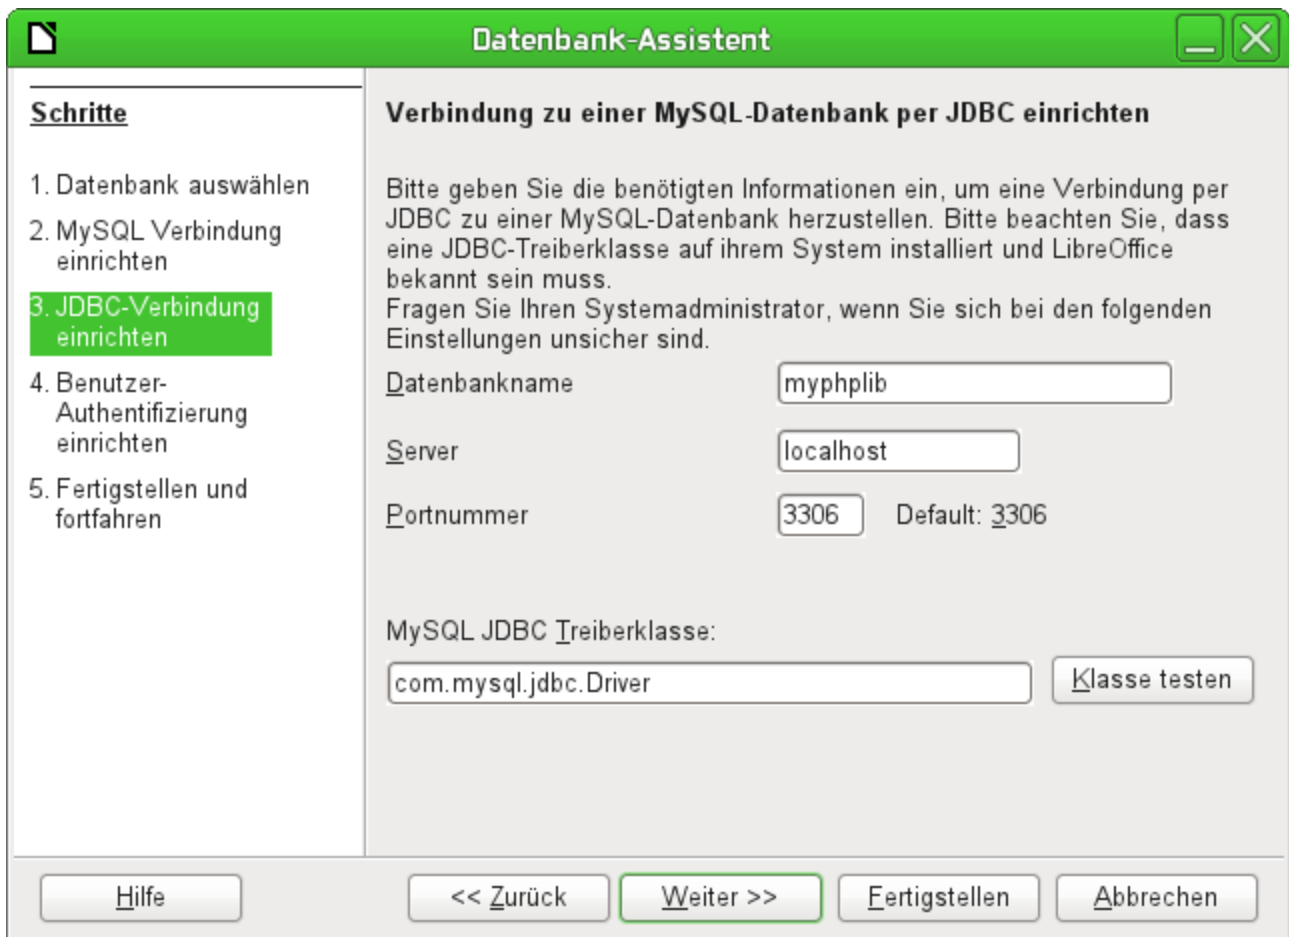 Datenbank-Assistent
Schritte
1. Datenbank auswählen
2. MySQL Verbindung
einrichten
3. JDBC-Verbindung
einrichten
4. Benutzer-
Authentifizierung
einrichten
5. Fertigstellen und
fortfahren
Verbindung zu einer MySQL-Datenbank per JDBC einrichten
Bitte geben Sie die benötigten Informationen ein, um eine Verbindung per
JDBC zu einer MySQL-Datenbank herzustellen. Bitte beachten Sie, dass
eine JDBC-Treiberklasse auf ihrem System installiert und LibreOffice
bekannt sein muss.
Fragen Sie Ihren Systemadministrator, wenn Sie sich bei den folgenden
Einstellungen unsicher sind.
Datenbankname myphplib
Server localhost
Portnummer 3306 Default: 3306
MySQL JDBC Treiberklasse:
com.mysql.jdbc.Driver Klasse testen
Hilfe << Zurück Weiter >> Fertigstellen Abbrechen